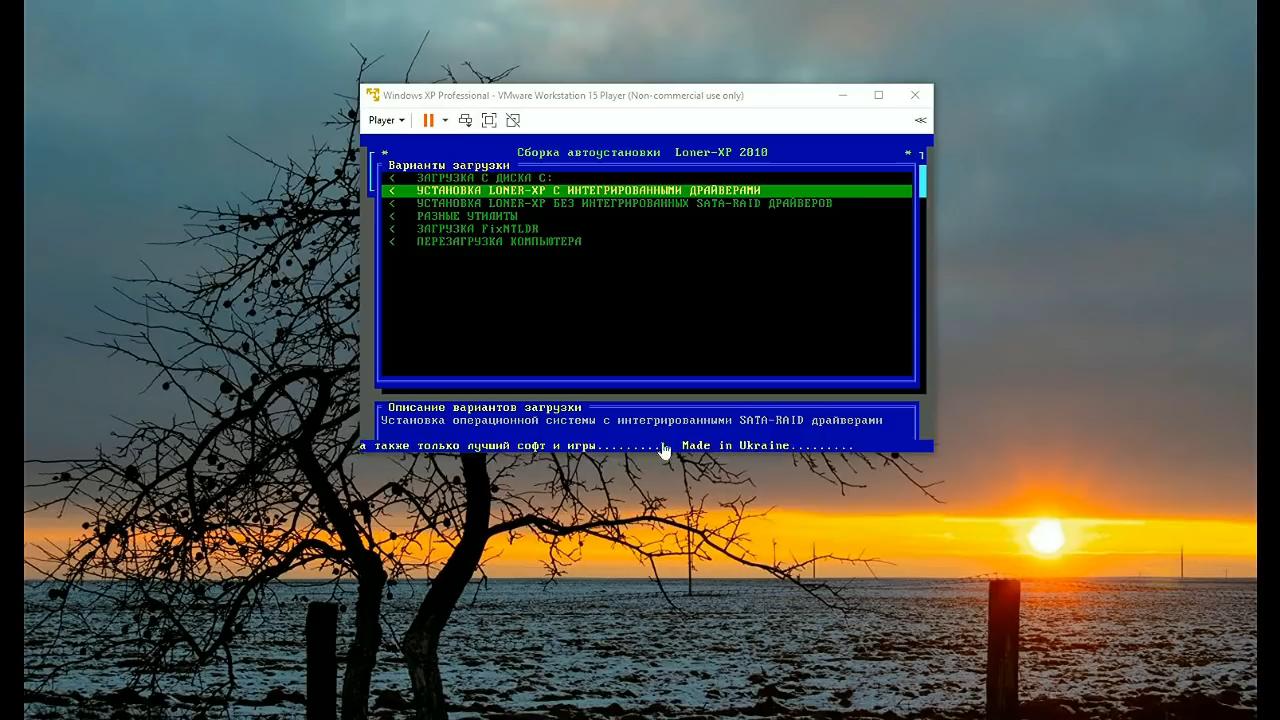 Windows XP Professional - VMware Workstation 15 Player (Non-commercial use only)
Player
* Сборка автоустановки Loner-XP 2010 *
Варианты загрузки
< ЗАГРУЗКА С ДИСКА C:
< УСТАНОВКА LONER-XP С ИНТЕГРИРОВАННЫМИ ДРАЙВЕРАМИ
< УСТАНОВКА LONER-XP БЕЗ ИНТЕГРИРОВАННЫХ SATA-RAID ДРАЙВЕРОВ
< РАЗНЫЕ УТИЛИТЫ
< ЗАГРУЗКА FixNTLDR
< ПЕРЕЗАГРУЗКА КОМПЬЮТЕРА
Описание вариантов загрузки
Установка операционной системы с интегрированными SATA-RAID драйверами
а также только лучший софт и игры.......... Made in Ukraine.........